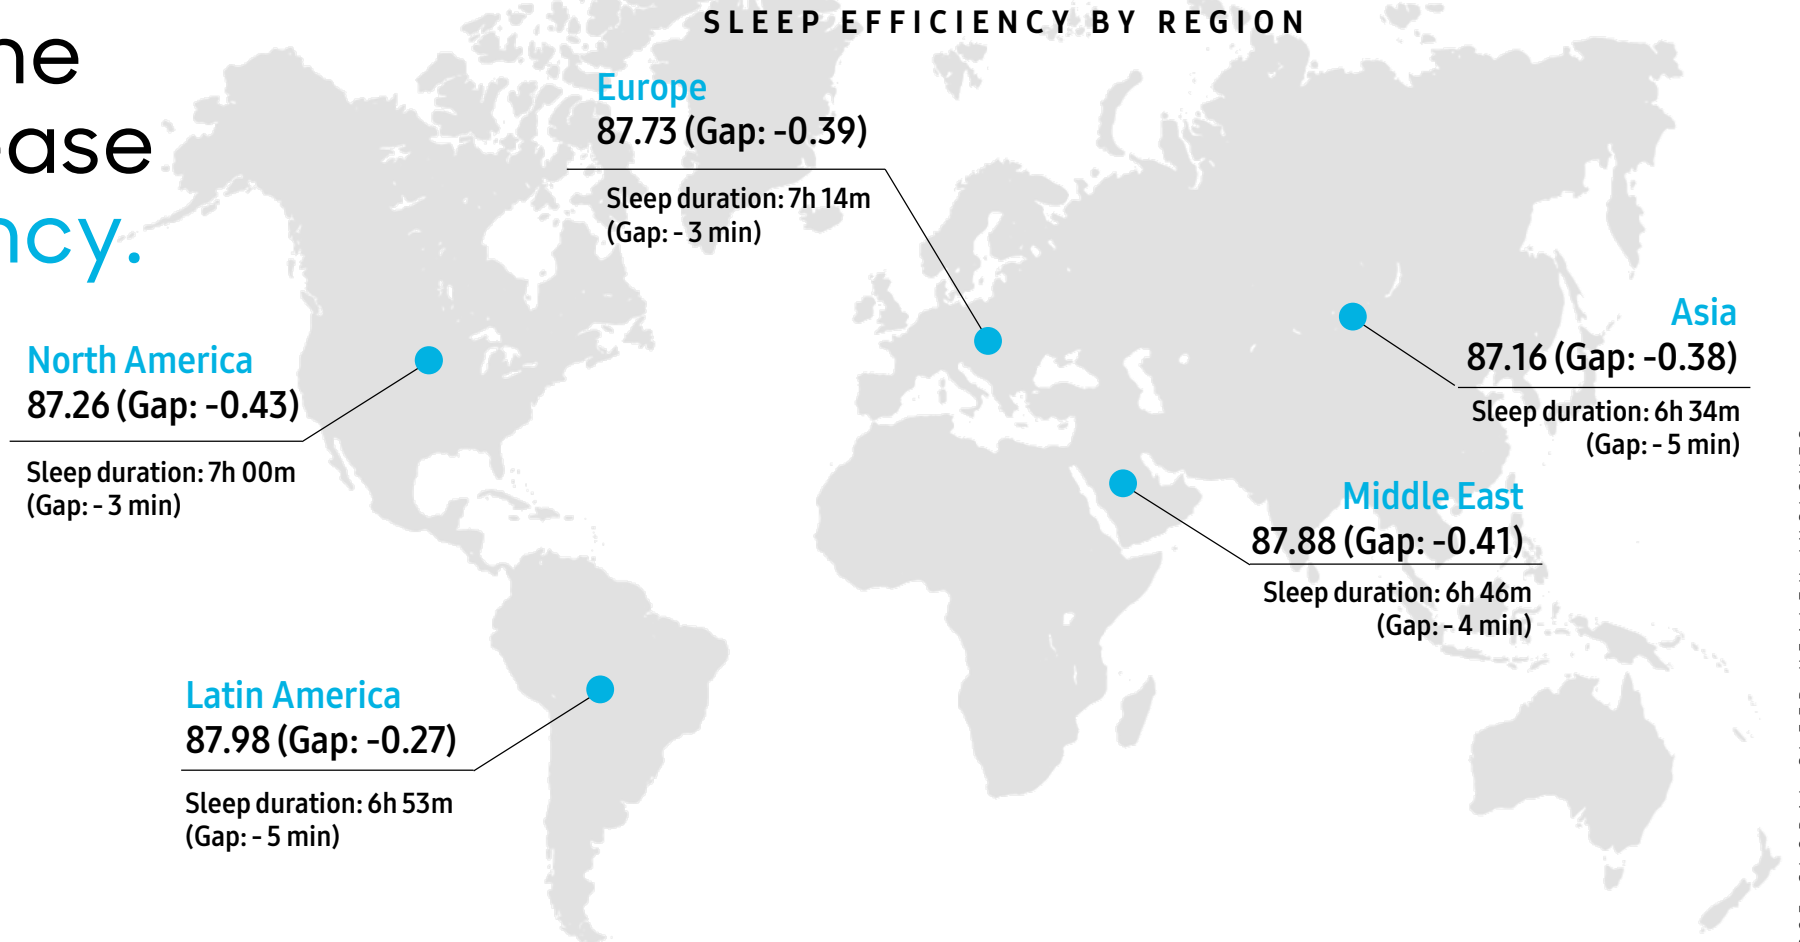 SLEEP EFFICIENCY BY REGION
ncy.
Europe
87.73 (Gap: -0.39)
Sleep duration: 7h 14m
(Gap: - 3 min)
North America
87.26 (Gap: -0.43)
Sleep duration: 7h 00m
(Gap: - 3 min)
Asia
87.16 (Gap: -0.38)
Sleep duration: 6h 34m
(Gap: - 5 min)
Middle East
87.88 (Gap: -0.41)
Sleep duration: 6h 46m
(Gap: - 4 min)
Latin America
87.98 (Gap: -0.27)
Sleep duration: 6h 53m
(Gap: - 5 min)